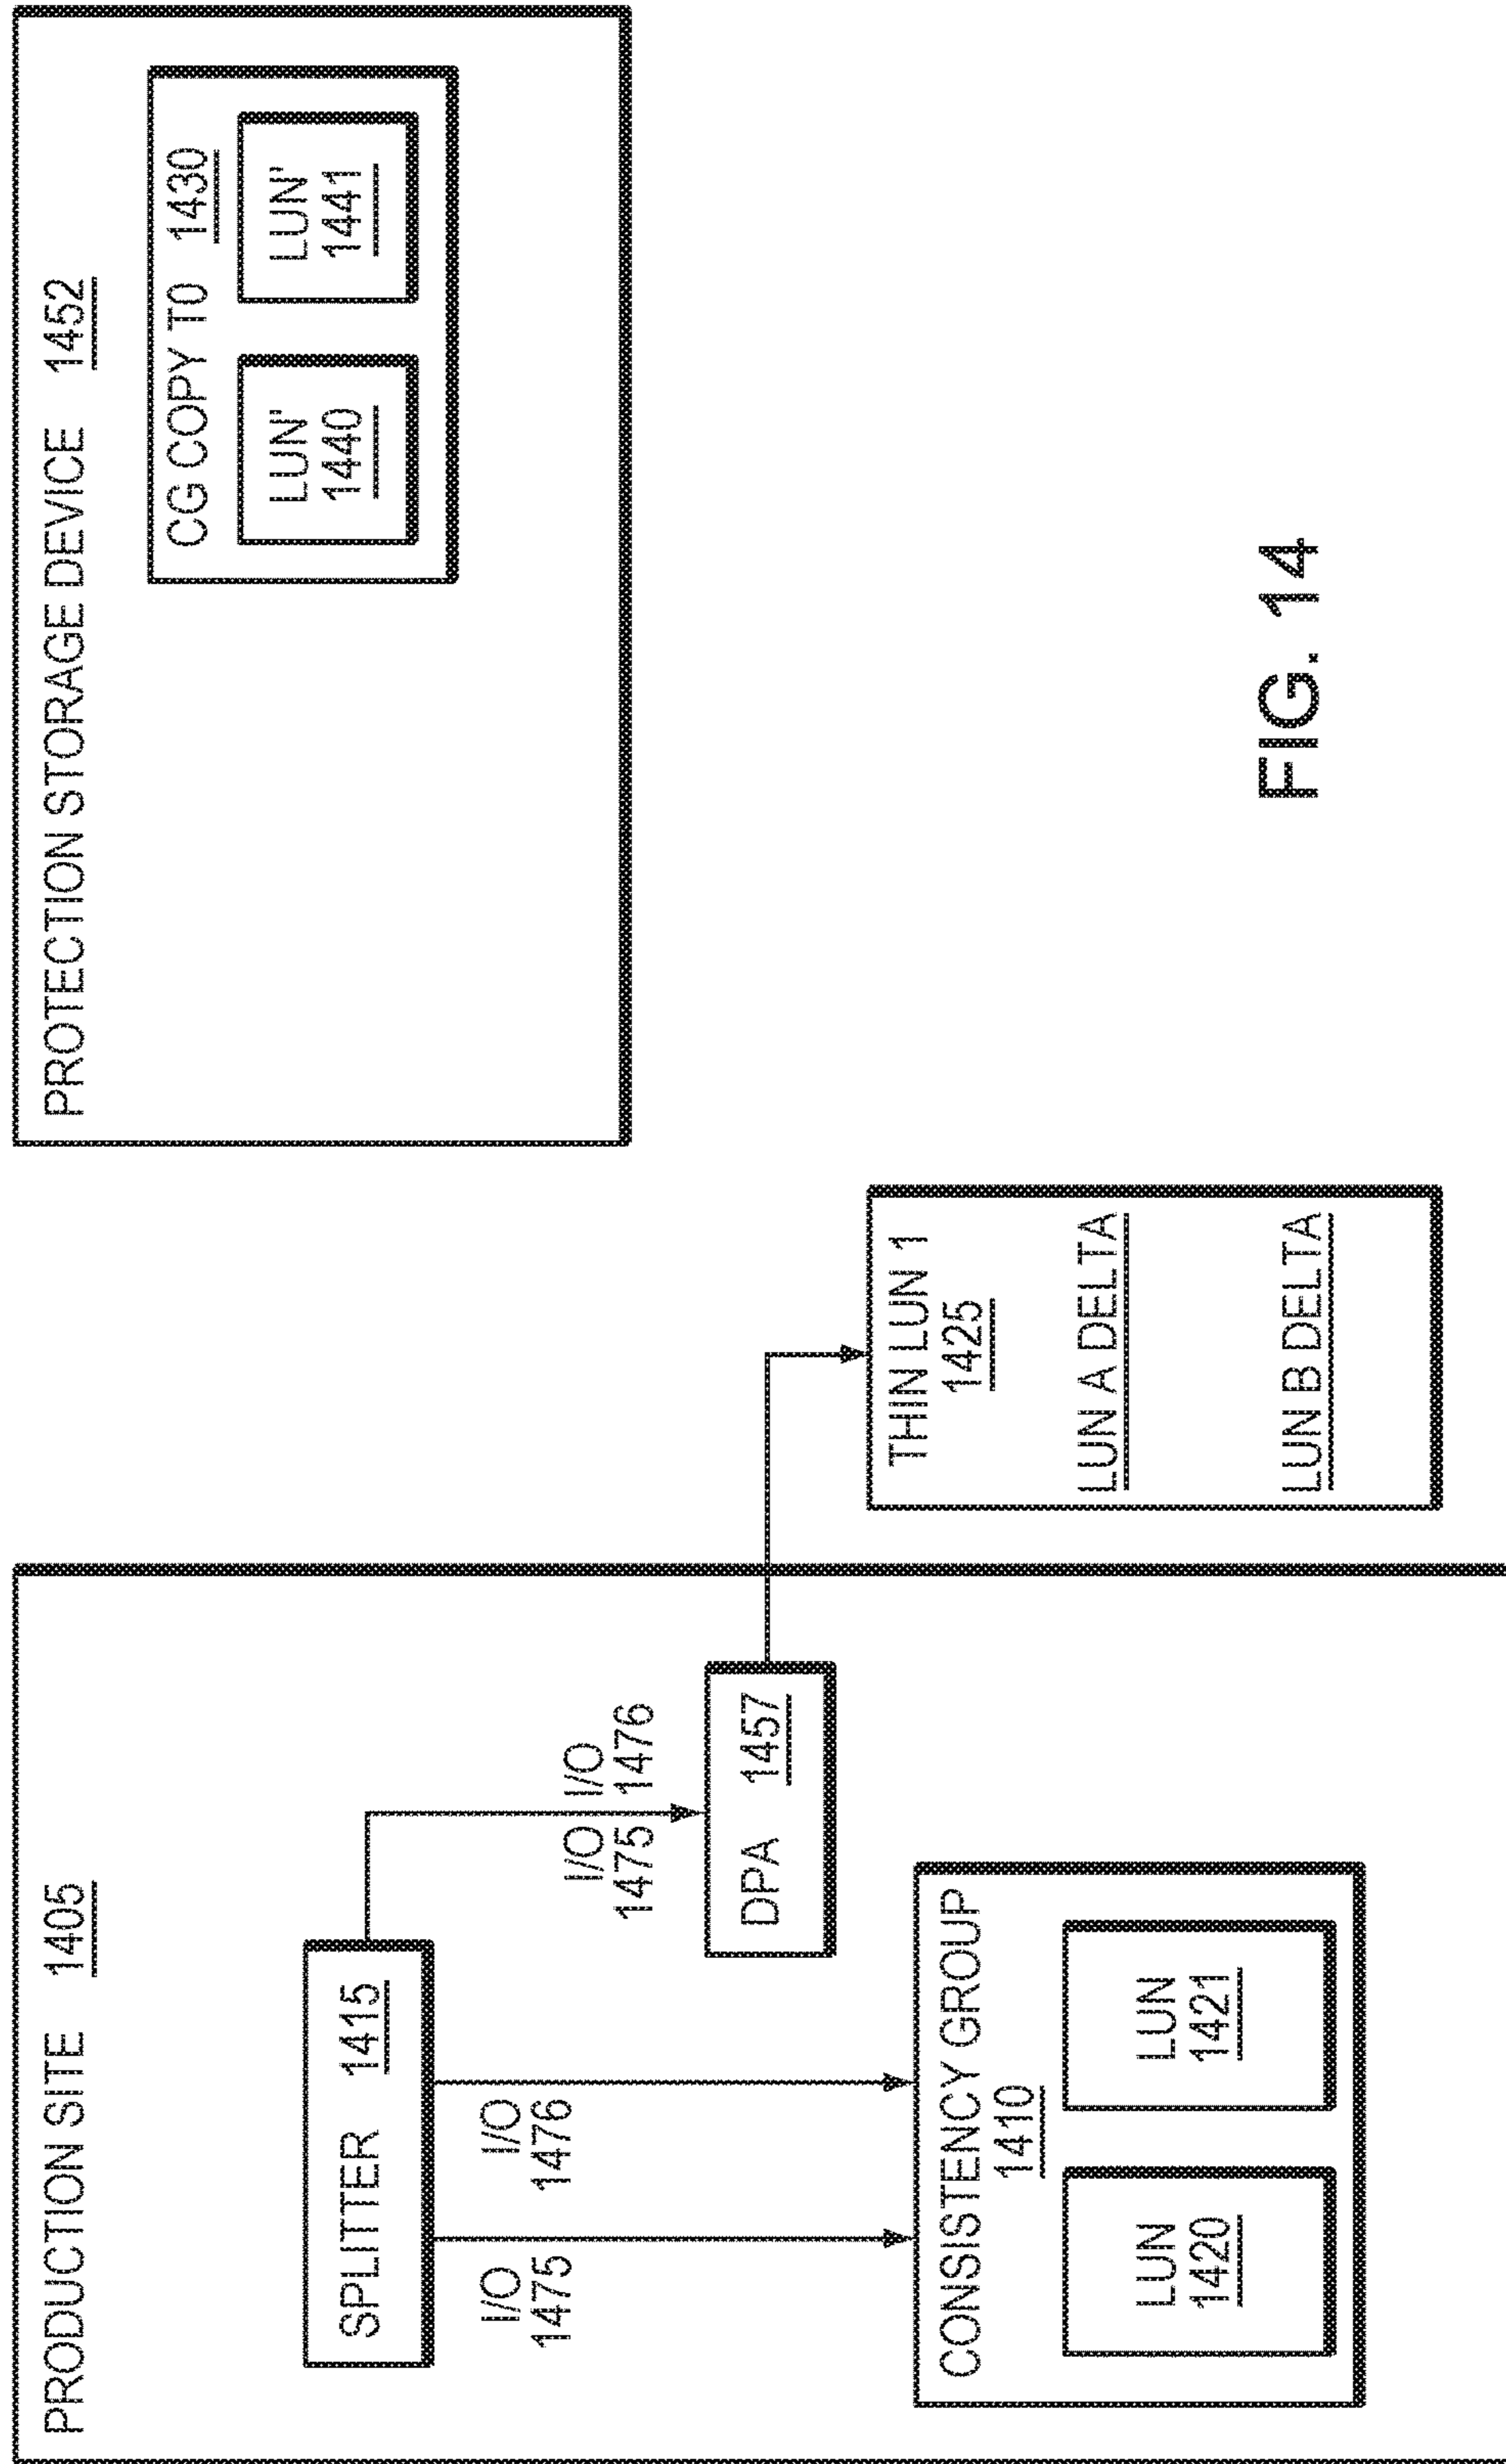 PRODUCTION SITE 1405
SPLITTER 1415
I/O
1475
I/O
1476
I/O I/O
1475 1476
DPA 1457
CONSISTENCY GROUP
1410
LUN
1420
LUN
1421
THIN LUN 1
1425
LUN A DELTA
LUN B DELTA
PROTECTION STORAGE DEVICE 1452
CG COPY T0 1430
LUN'
1440
LUN'
1441
FIG. 14